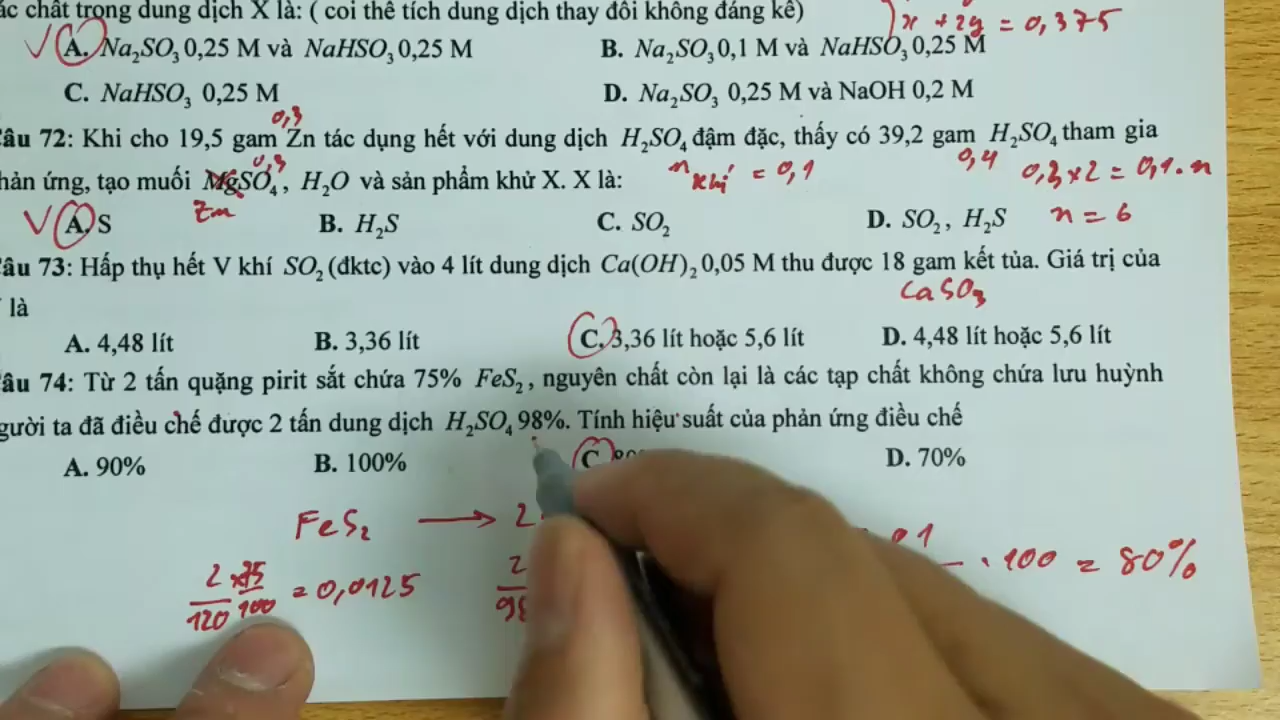 ác chất trong dung dịch X là: ( coi thể tích dung dịch thay đổi không đáng kể)
x + 2y = 0,375
A. Na₂SO₃ 0,25 M và NaHSO₃ 0,25 M B. Na₂SO₃ 0,1 M và NaHSO₃ 0,25 M
C. NaHSO₃ 0,25 M D. Na₂SO₃ 0,25 M và NaOH 0,2 M
0,3
âu 72: Khi cho 19,5 gam Zn tác dụng hết với dung dịch H₂SO₄ đậm đặc, thấy có 39,2 gam H₂SO₄ tham gia
0,3 0,4
hản ứng, tạo muối MgSO₄, H₂O và sản phẩm khử X. X là: n khí = 0,1 0,3×2 = 0,1.n
Zn
A. S B. H₂S C. SO₂ D. SO₂, H₂S n = 6
âu 73: Hấp thụ hết V khí SO₂ (đktc) vào 4 lít dung dịch Ca(OH)₂ 0,05 M thu được 18 gam kết tủa. Giá trị của
là CaSO₃
A. 4,48 lít B. 3,36 lít C. 3,36 lít hoặc 5,6 lít D. 4,48 lít hoặc 5,6 lít
âu 74: Từ 2 tấn quặng pirit sắt chứa 75% FeS₂, nguyên chất còn lại là các tạp chất không chứa lưu huỳnh
gười ta đã điều chế được 2 tấn dung dịch H₂SO₄ 98%. Tính hiệu suất của phản ứng điều chế
A. 90% B. 100% C. D. 70%
FeS₂ → 2
2/120 × 75/100 = 0,0125 2/98 . 100 = 80%